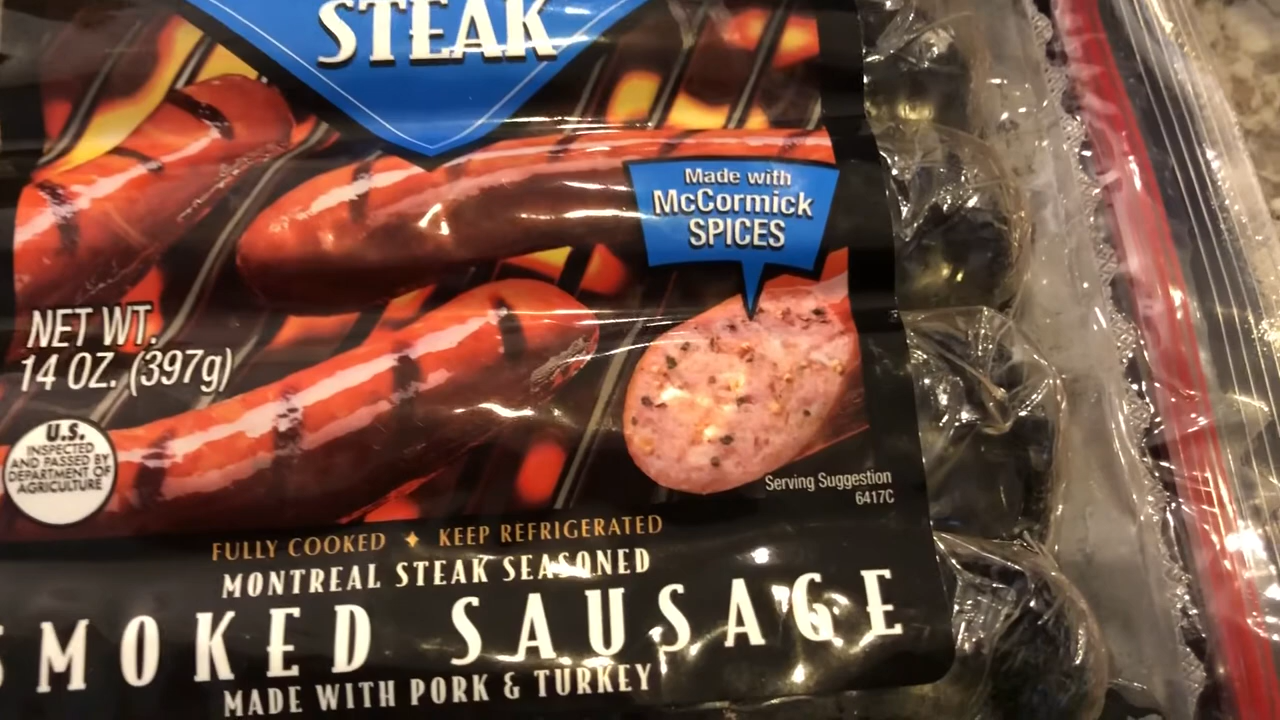 STEAK
Made with
McCormick
SPICES
NET WT.
14 OZ. (397g)
U.S.
INSPECTED
AND PASSED BY
DEPARTMENT OF
AGRICULTURE
Serving Suggestion
6417C
FULLY COOKED ✦ KEEP REFRIGERATED
MONTREAL STEAK SEASONED
SMOKED SAUSAGE
MADE WITH PORK & TURKEY